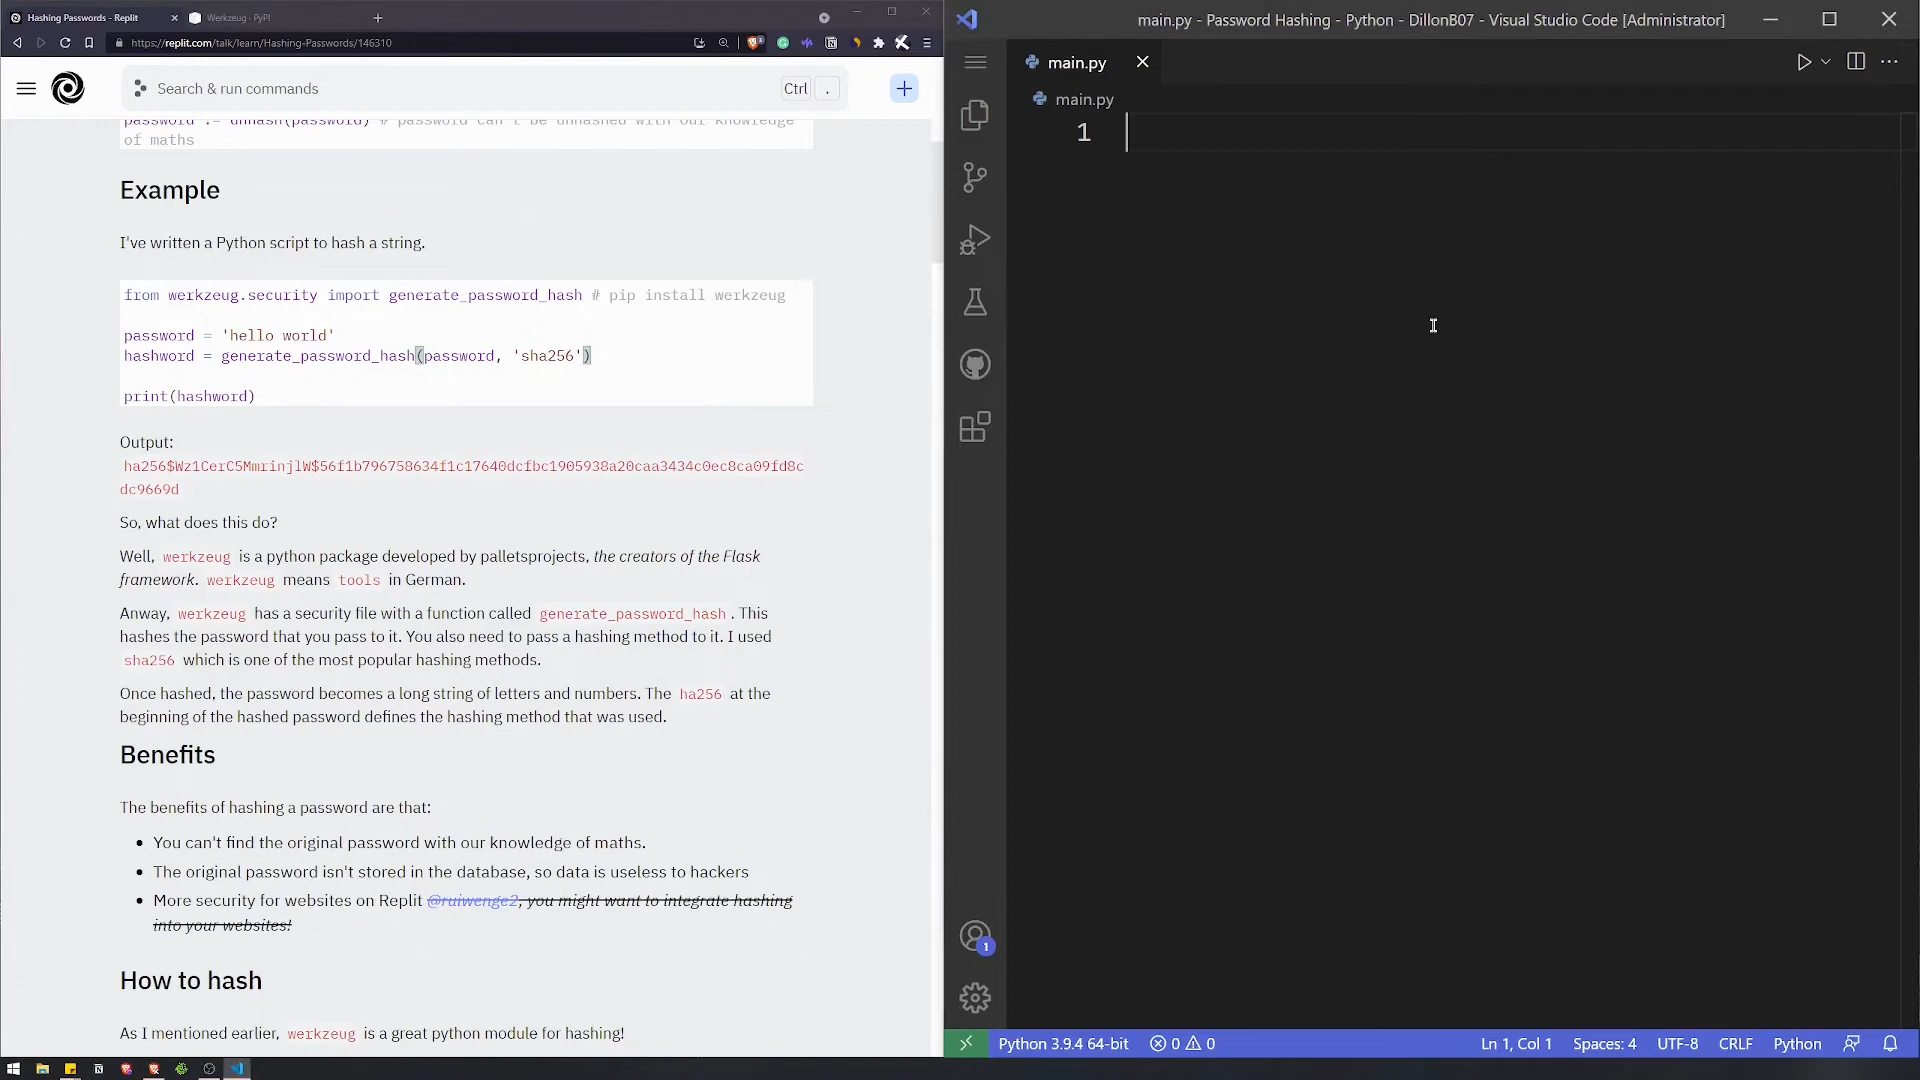 Hashing Passwords - Replit
Werkzeug · PyPI
https://replit.com/talk/learn/Hashing-Passwords/146310
Search & run commands
Ctrl .
password := unhash(password) # password can't be unhashed with our knowledge
of maths
Example
I've written a Python script to hash a string.
from werkzeug.security import generate_password_hash # pip install werkzeug
password = 'hello world'
hashword = generate_password_hash(password, 'sha256')
print(hashword)
Output:
ha256$Wz1CerC5MmrinjlW$56f1b796758634f1c17640dcfbc1905938a20caa3434c0ec8ca09fd8c
dc9669d
So, what does this do?
Well, werkzeug is a python package developed by palletsprojects, the creators of the Flask
framework. werkzeug means tools in German.
Anway, werkzeug has a security file with a function called generate_password_hash . This
hashes the password that you pass to it. You also need to pass a hashing method to it. I used
sha256 which is one of the most popular hashing methods.
Once hashed, the password becomes a long string of letters and numbers. The ha256 at the
beginning of the hashed password defines the hashing method that was used.
Benefits
The benefits of hashing a password are that:
You can't find the original password with our knowledge of maths.
The original password isn't stored in the database, so data is useless to hackers
More security for websites on Replit @ruiwenge2, you might want to integrate hashing
into your websites!
How to hash
As I mentioned earlier, werkzeug is a great python module for hashing!
main.py - Password Hashing - Python - DillonB07 - Visual Studio Code [Administrator]
main.py
main.py
1
1
Python 3.9.4 64-bit 0 0 Ln 1, Col 1 Spaces: 4 UTF-8 CRLF Python